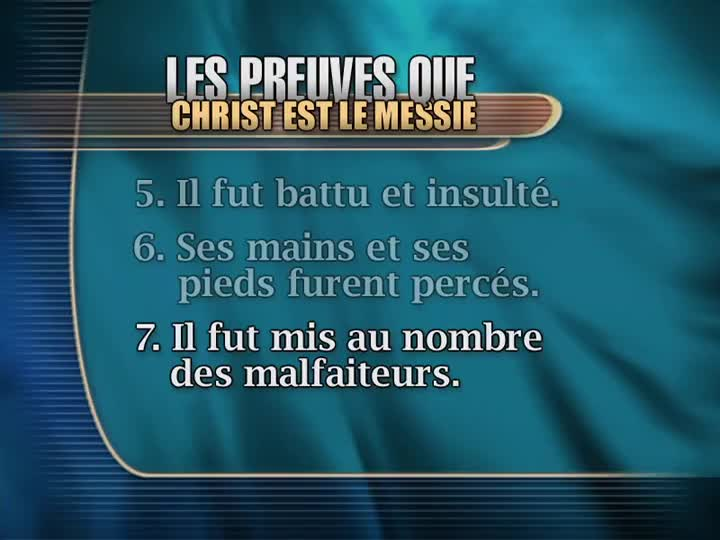 LES PREUVES QUE
CHRIST EST LE MESSIE
5. Il fut battu et insulté.
6. Ses mains et ses
pieds furent percés.
7. Il fut mis au nombre
des malfaiteurs.